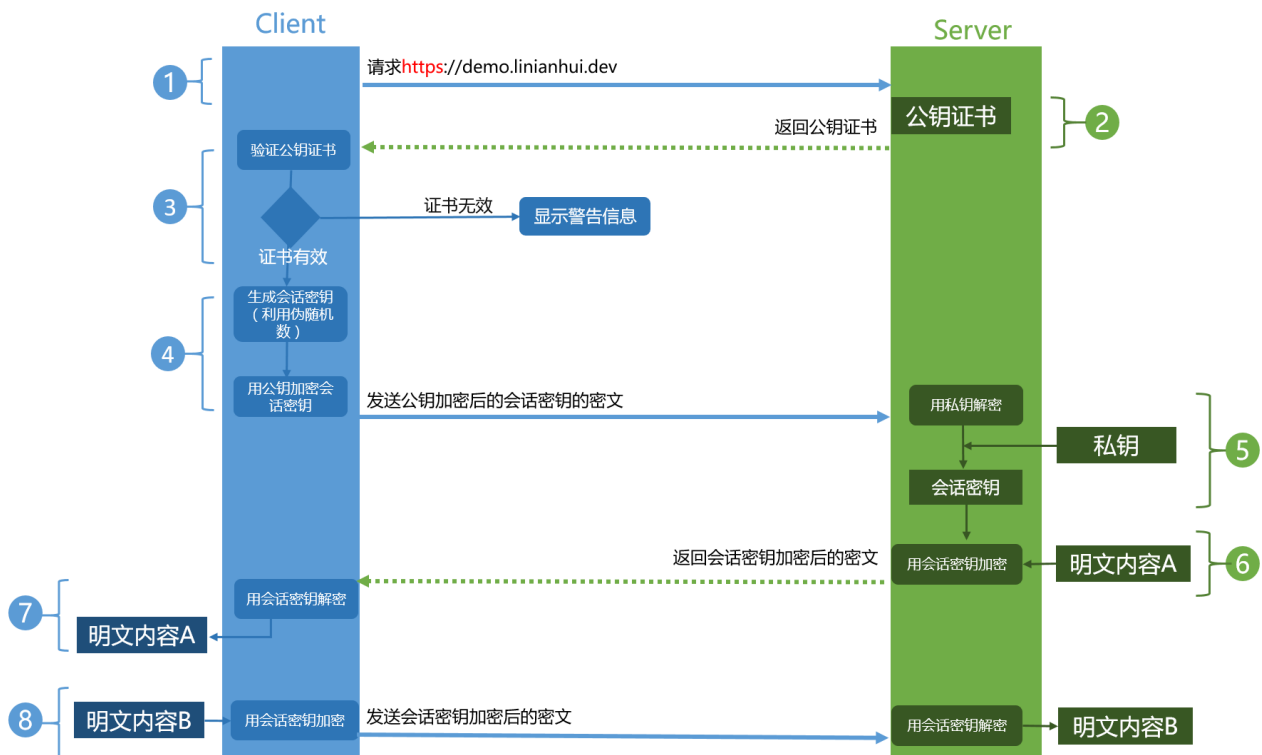 Client
Server
1
请求https://demo.linianhui.dev
公钥证书
2
返回公钥证书
验证公钥证书
3
证书无效
显示警告信息
证书有效
生成会话密钥
（利用伪随机
数）
4
用公钥加密会
话密钥
发送公钥加密后的会话密钥的密文
用私钥解密
私钥
5
会话密钥
返回会话密钥加密后的密文
用会话密钥加密
明文内容A
6
7
用会话密钥解密
明文内容A
8
明文内容B
用会话密钥加密
发送会话密钥加密后的密文
用会话密钥解密
明文内容B